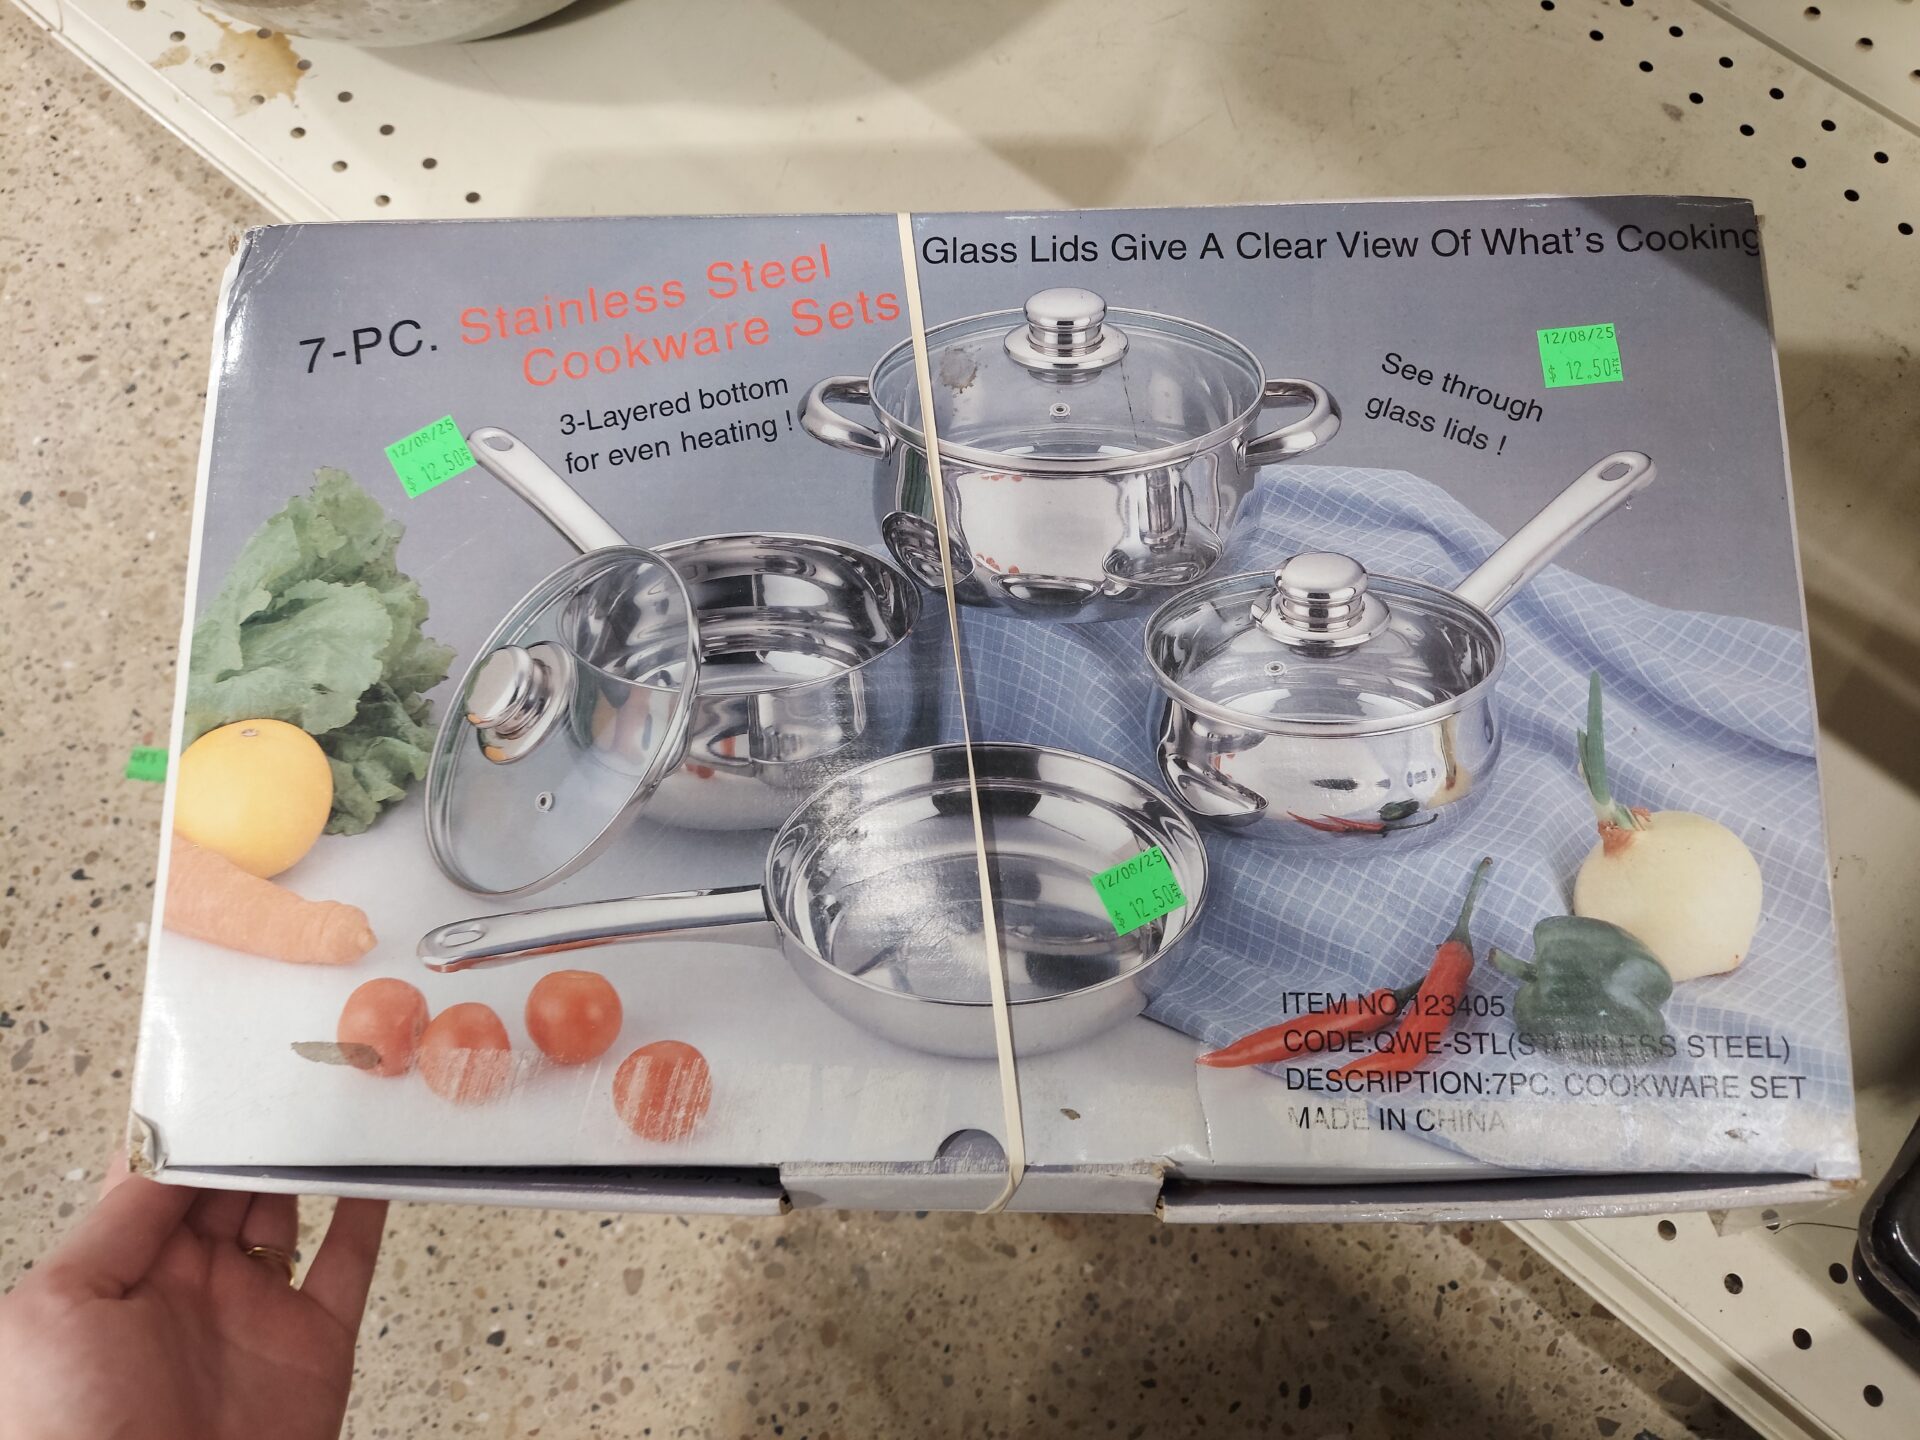 7-PC. Stainless Steel
Cookware Sets
3-Layered bottom
for even heating !
Glass Lids Give A Clear View Of What's Cooking
See through
glass lids !
12/08/25
$ 12.50
12/08/25
$ 12.50
12/08/25
$ 12.50
ITEM NO:123405
CODE:QWE-STL(STAINLESS STEEL)
DESCRIPTION:7PC. COOKWARE SET
MADE IN CHINA